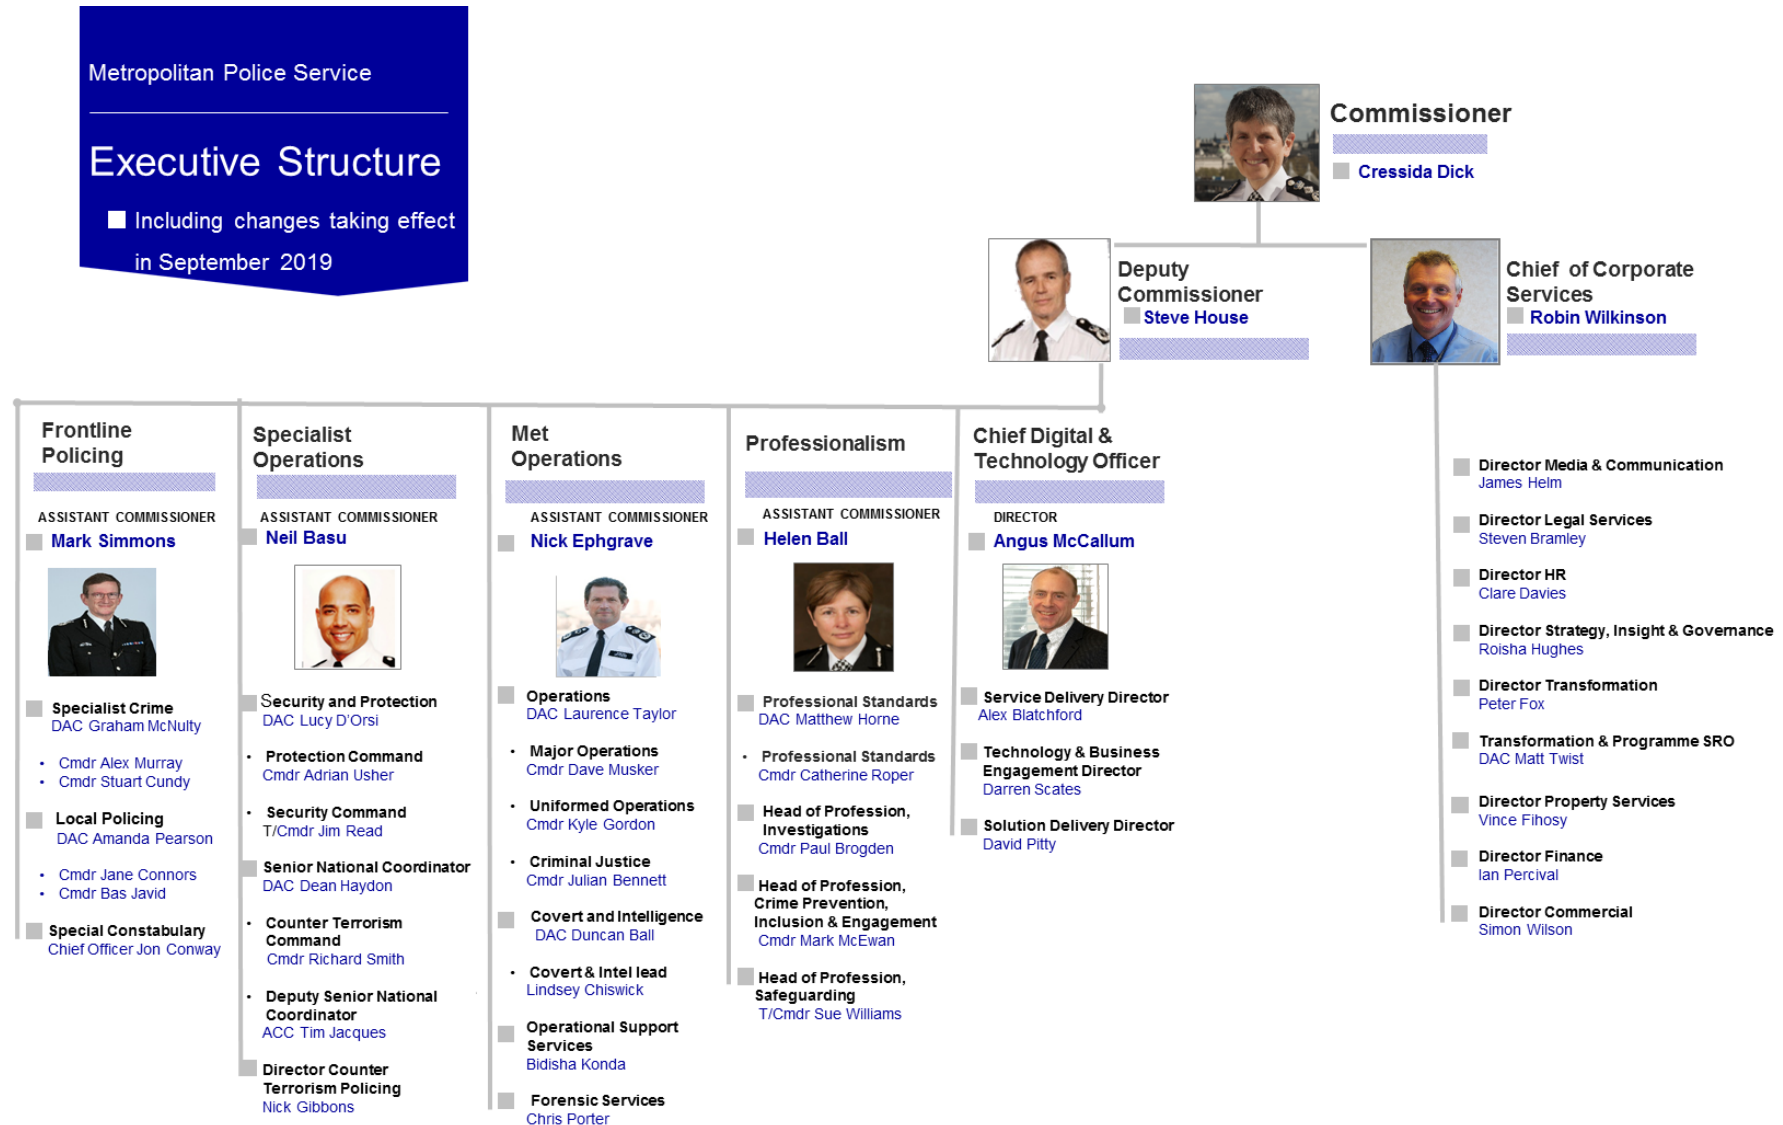 Metropolitan Police Service
Executive Structure
Including changes taking effect
in September 2019
Commissioner
Cressida Dick
Deputy
Commissioner
Steve House
Chief of Corporate
Services
Robin Wilkinson
Frontline
Policing
ASSISTANT COMMISSIONER
Mark Simmons
Specialist Crime
DAC Graham McNulty
• Cmdr Alex Murray
• Cmdr Stuart Cundy
Local Policing
DAC Amanda Pearson
• Cmdr Jane Connors
• Cmdr Bas Javid
Special Constabulary
Chief Officer Jon Conway
Specialist
Operations
ASSISTANT COMMISSIONER
Neil Basu
Security and Protection
DAC Lucy D'Orsi
• Protection Command
Cmdr Adrian Usher
• Security Command
T/Cmdr Jim Read
Senior National Coordinator
DAC Dean Haydon
• Counter Terrorism
Command
Cmdr Richard Smith
• Deputy Senior National
Coordinator
ACC Tim Jacques
Director Counter
Terrorism Policing
Nick Gibbons
Met
Operations
ASSISTANT COMMISSIONER
Nick Ephgrave
Operations
DAC Laurence Taylor
• Major Operations
Cmdr Dave Musker
• Uniformed Operations
Cmdr Kyle Gordon
• Criminal Justice
Cmdr Julian Bennett
Covert and Intelligence
DAC Duncan Ball
• Covert & Intel lead
Lindsey Chiswick
Operational Support
Services
Bidisha Konda
Forensic Services
Chris Porter
Professionalism
ASSISTANT COMMISSIONER
Helen Ball
Professional Standards
DAC Matthew Horne
• Professional Standards
Cmdr Catherine Roper
Head of Profession,
Investigations
Cmdr Paul Brogden
Head of Profession,
Crime Prevention,
Inclusion & Engagement
Cmdr Mark McEwan
Head of Profession,
Safeguarding
T/Cmdr Sue Williams
Chief Digital &
Technology Officer
DIRECTOR
Angus McCallum
Service Delivery Director
Alex Blatchford
Technology & Business
Engagement Director
Darren Scates
Solution Delivery Director
David Pitty
Director Media & Communication
James Helm
Director Legal Services
Steven Bramley
Director HR
Clare Davies
Director Strategy, Insight & Governance
Roisha Hughes
Director Transformation
Peter Fox
Transformation & Programme SRO
DAC Matt Twist
Director Property Services
Vince Fihosy
Director Finance
Ian Percival
Director Commercial
Simon Wilson